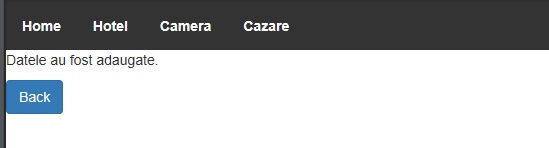 Home Hotel Camera Cazare
Datele au fost adaugate.
Back